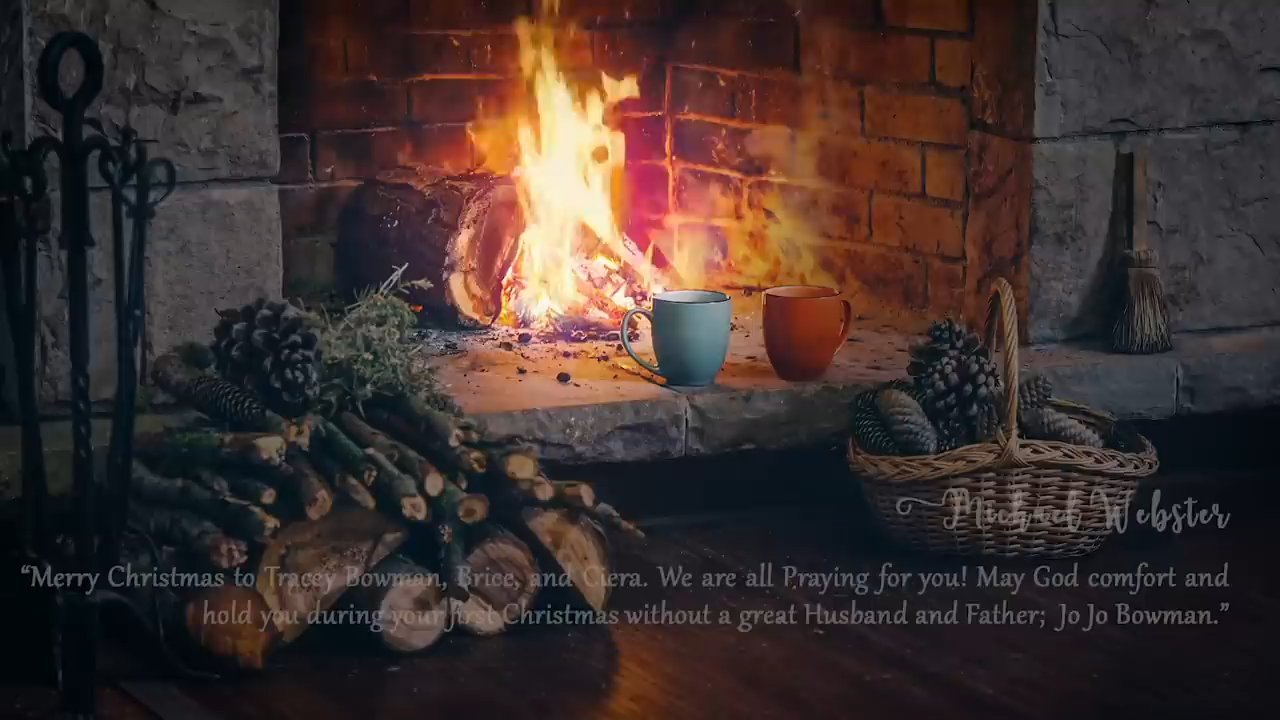 Michael Webster
“Merry Christmas to Tracey Bowman, Brice, and Ciera. We are all Praying for you! May God comfort and
hold you during your first Christmas without a great Husband and Father; Jo Jo Bowman.”